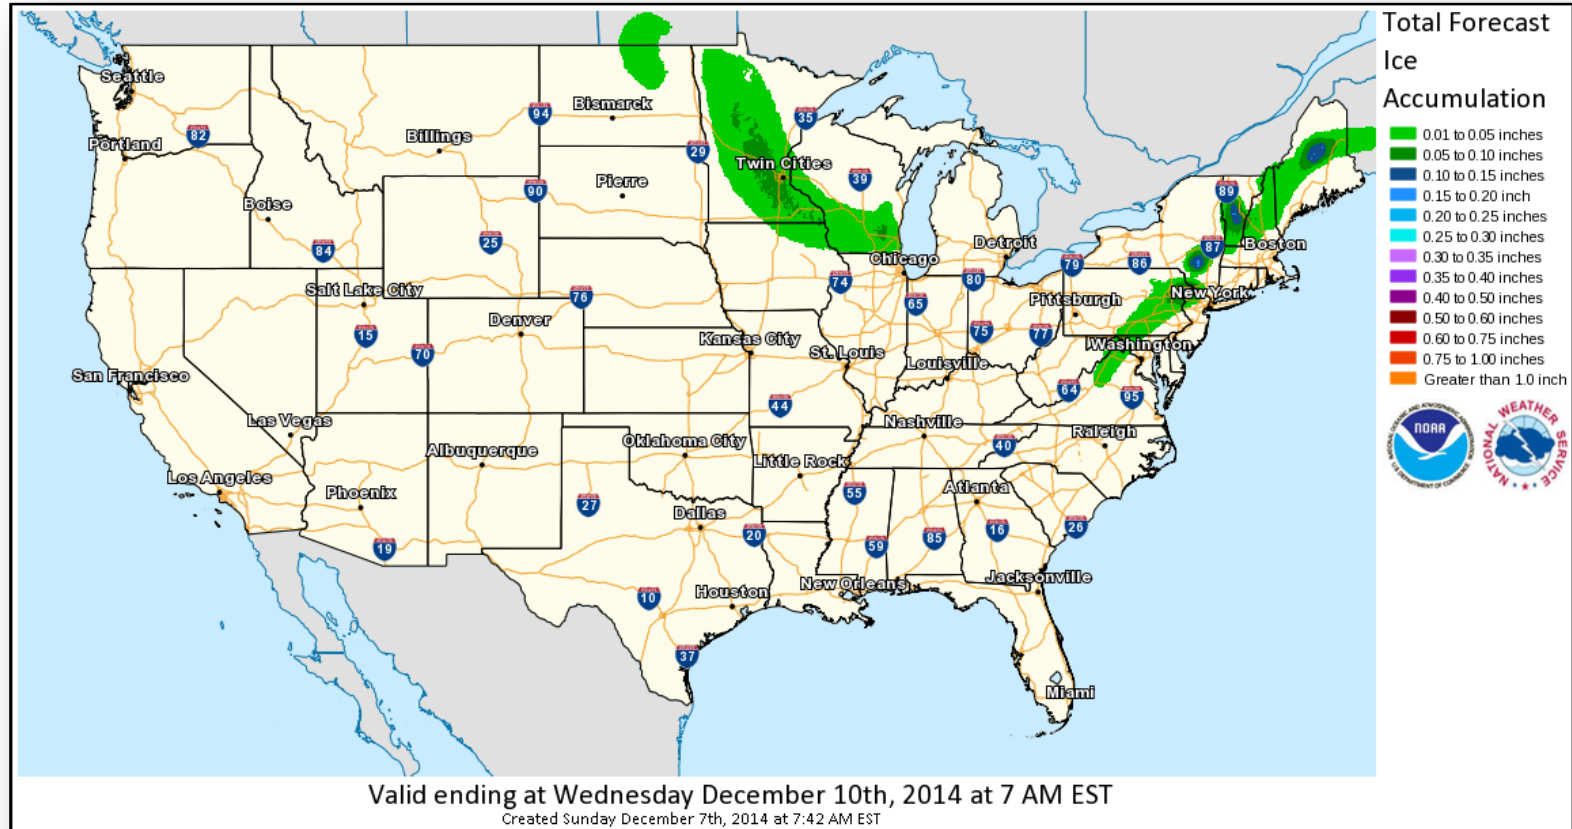 Total Forecast
Ice
Accumulation
0.01 to 0.05 inches
0.05 to 0.10 inches
0.10 to 0.15 inches
0.15 to 0.20 inch
0.20 to 0.25 inches
0.25 to 0.30 inches
0.30 to 0.35 inches
0.35 to 0.40 inches
0.40 to 0.50 inches
0.50 to 0.60 inches
0.60 to 0.75 inches
0.75 to 1.00 inches
Greater than 1.0 inch
NOAA
NATIONAL OCEANIC AND ATMOSPHERIC ADMINISTRATION
U.S. DEPARTMENT OF COMMERCE
NATIONAL WEATHER SERVICE
Seattle
82
Portland
Billings
94
Bismarck
35
29
Twin Cities
39
Pierre
90
Boise
84
25
89
87
Boston
86
79
Detroit
Chicago
80
74
New York
Pittsburgh
65
76
Salt Lake City
Denver
15
70
Kansas City
St. Louis
75
77
Washington
Louisville
San Francisco
64
95
44
Las Vegas
Nashville
Raleigh
40
Albuquerque
Oklahoma City
Little Rock
Los Angeles
Phoenix
27
55
Atlanta
Dallas
20
59
85
16
26
19
Jacksonville
New Orleans
Houston
10
37
Miami
Valid ending at Wednesday December 10th, 2014 at 7 AM EST
Created Sunday December 7th, 2014 at 7:42 AM EST